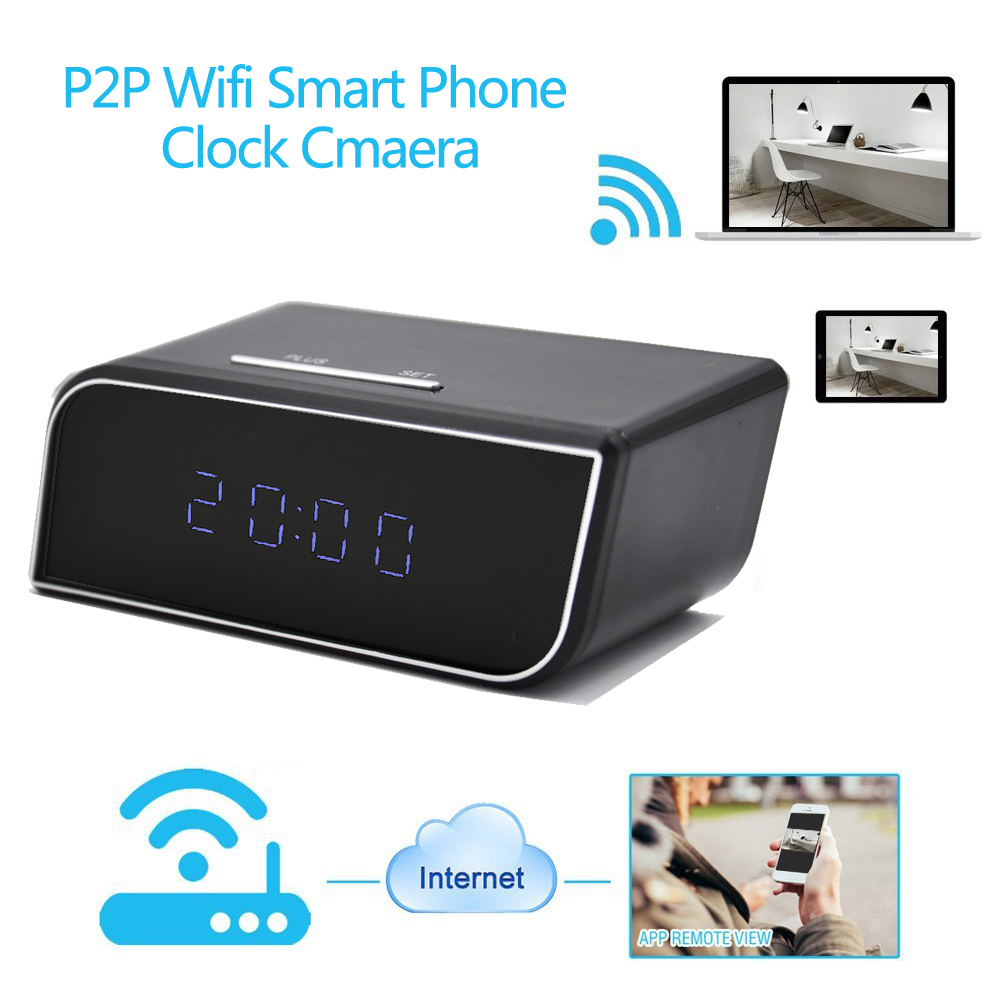 P2P Wifi Smart Phone
Clock Cmaera
PLUS
SET
20:00
Internet
APP REMOTE VIEW